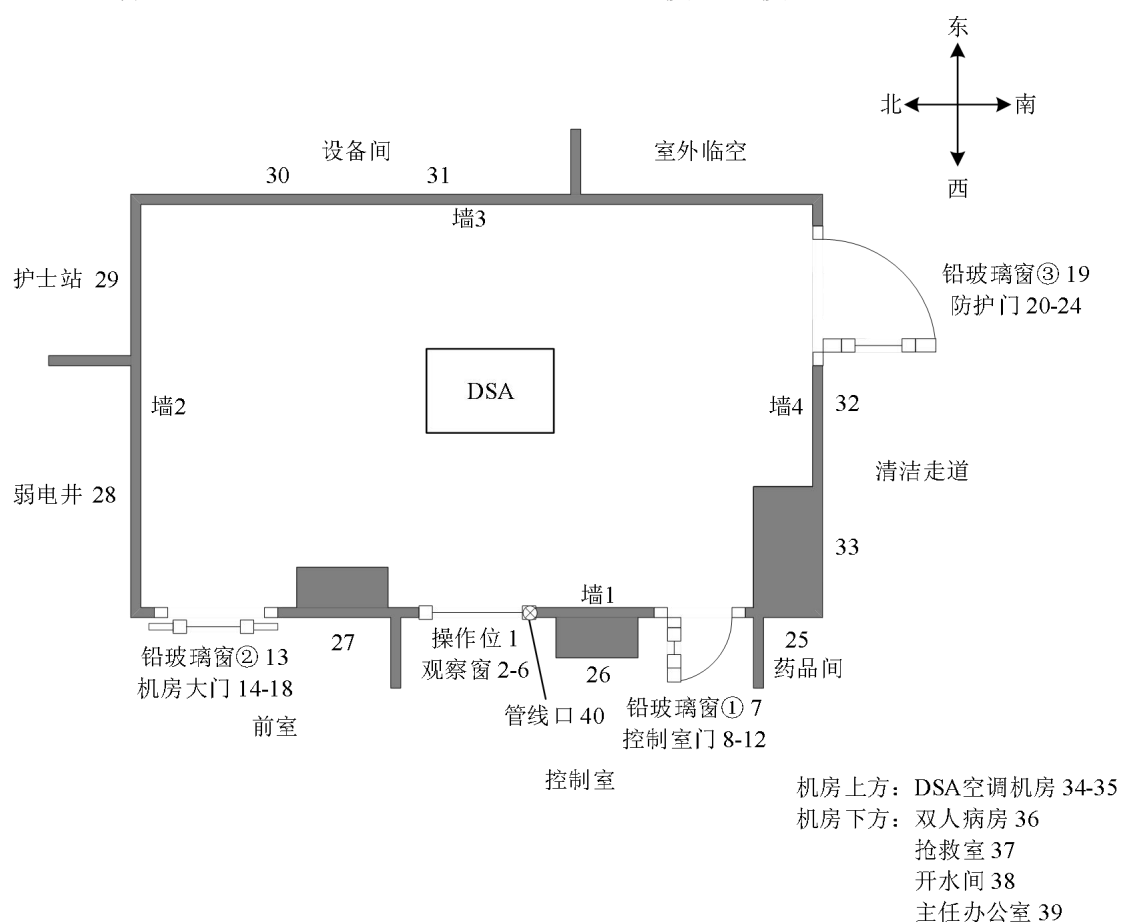 东
北 南
西
设备间
室外临空
30
31
墙3
护士站 29
铅玻璃窗③ 19
防护门 20-24
DSA
墙2
墙4
32
清洁走道
弱电井 28
33
墙1
27
操作位 1
观察窗 2-6
25
药品间
26
铅玻璃窗② 13
机房大门 14-18
管线口 40
铅玻璃窗① 7
控制室门 8-12
前室
控制室
机房上方：DSA空调机房 34-35
机房下方：双人病房 36
抢救室 37
开水间 38
主任办公室 39